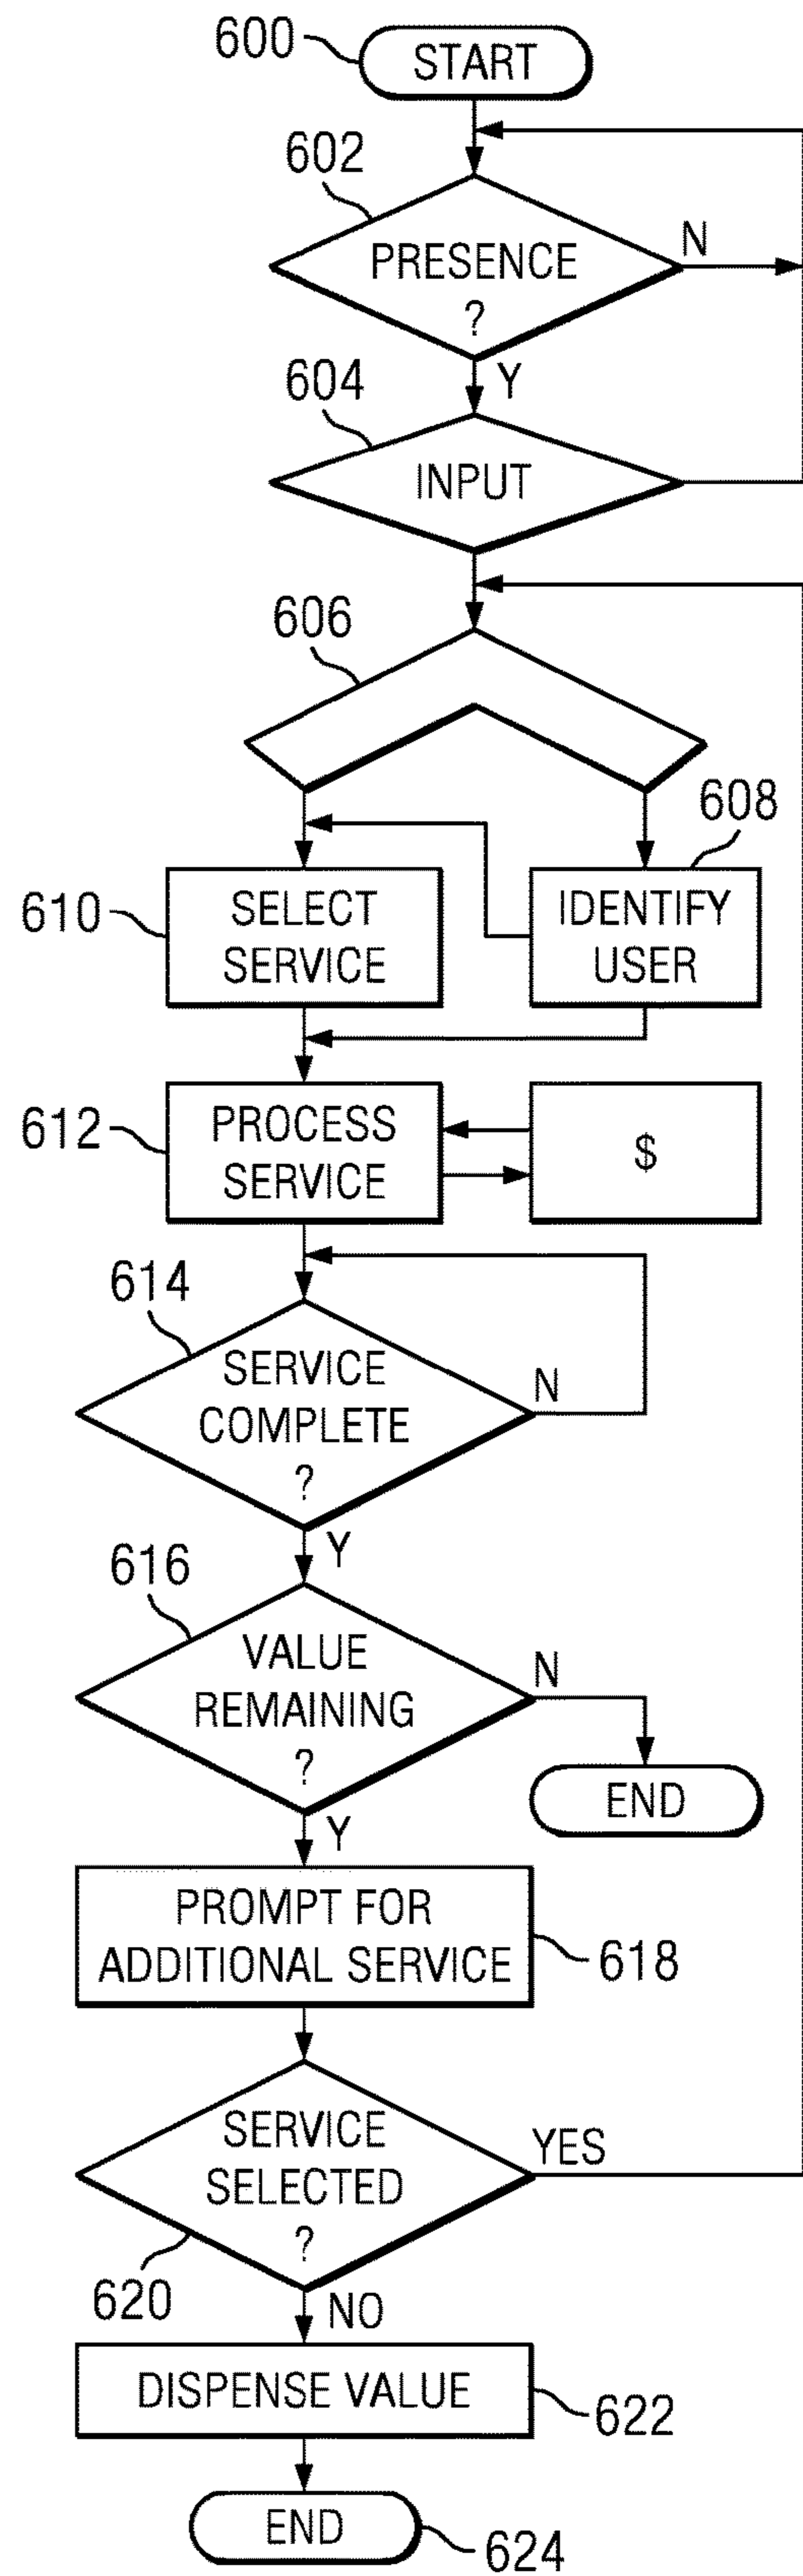 600
START
602
PRESENCE
?
N
Y
604
INPUT
606
608
610
SELECT
SERVICE
IDENTIFY
USER
612
PROCESS
SERVICE
$
614
SERVICE
COMPLETE
?
N
Y
616
VALUE
REMAINING
?
N
END
Y
PROMPT FOR
ADDITIONAL SERVICE
618
SERVICE
SELECTED
?
YES
620
NO
DISPENSE VALUE
622
END
624